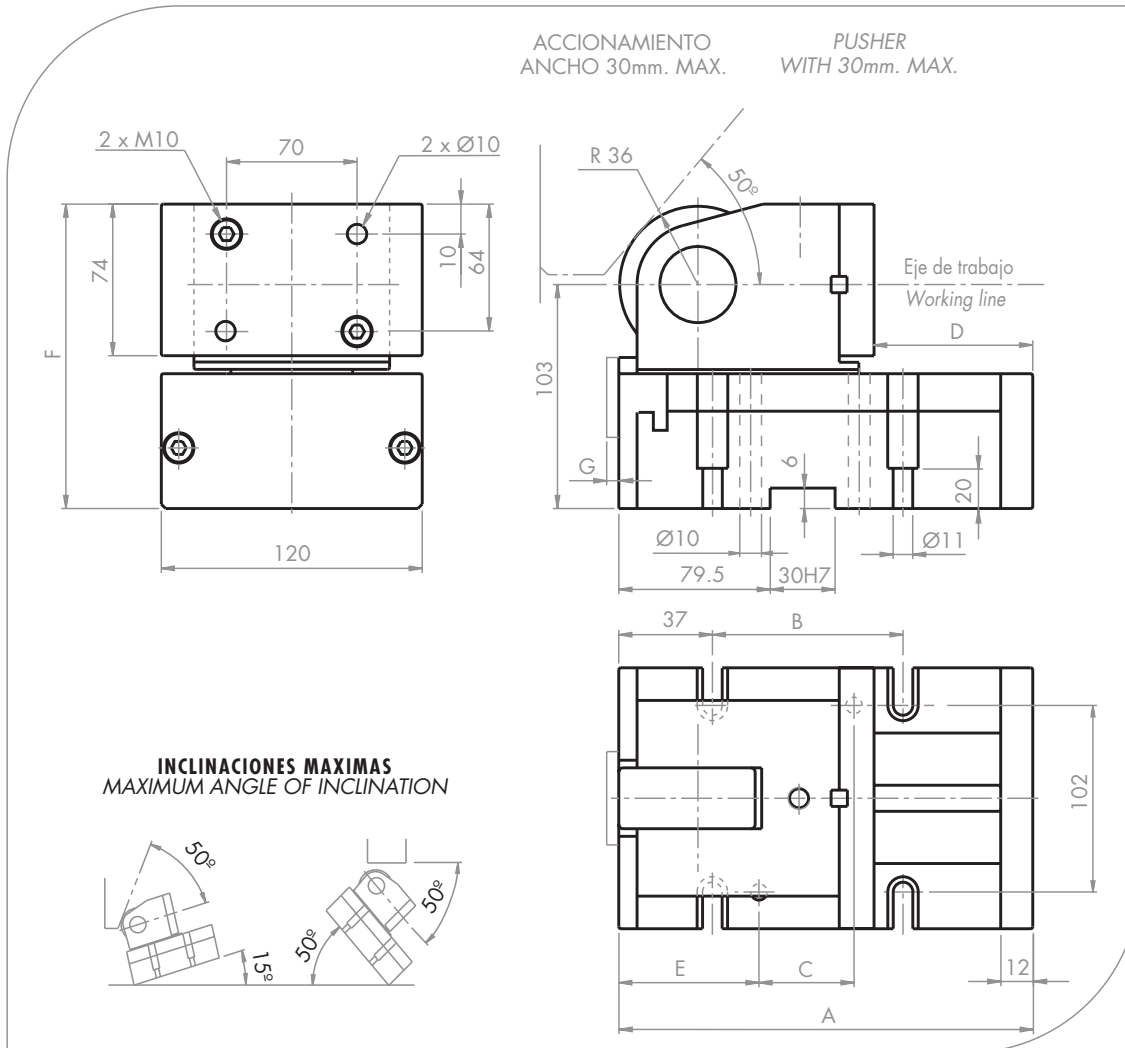 ACCIONAMIENTO
ANCHO 30mm. MAX.
PUSHER
WITH 30mm. MAX.
2 x M10
70
2 x Ø10
R 36
50º
74
10
64
F
103
Eje de trabajo
Working line
D
G
6
20
Ø10
Ø11
120
79.5
30H7
37
B
102
INCLINACIONES MAXIMAS
MAXIMUM ANGLE OF INCLINATION
50º
15º
50º
50º
E
C
12
A